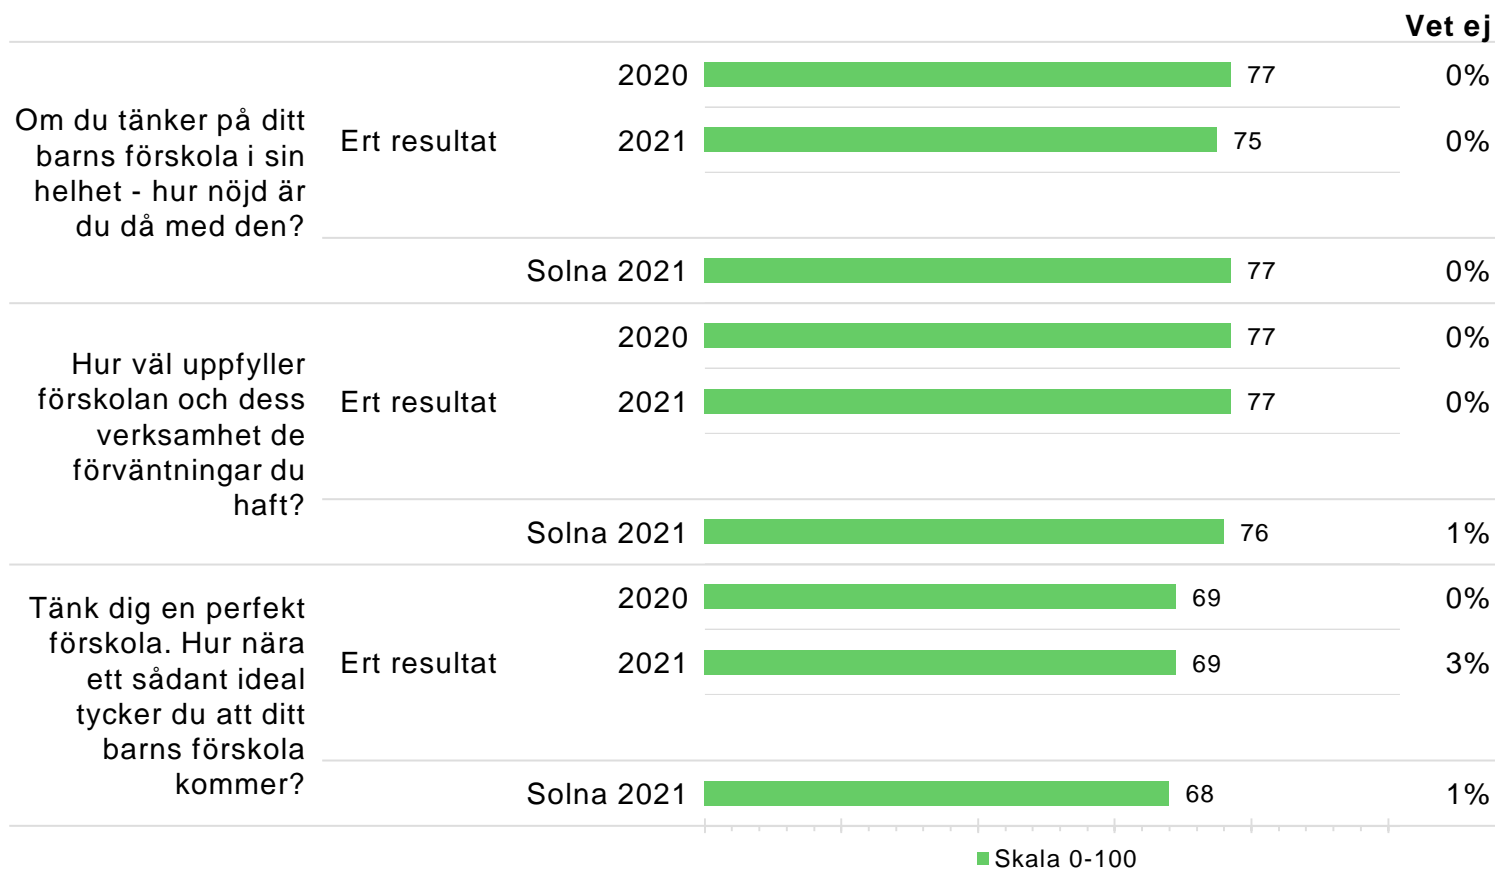 Vet ej
2020 77 0%
Om du tänker på ditt
barns förskola i sin
helhet - hur nöjd är
du då med den?
Ert resultat 2021 75 0%
Solna 2021 77 0%
2020 77 0%
Hur väl uppfyller
förskolan och dess
verksamhet de
förväntningar du
haft?
Ert resultat 2021 77 0%
Solna 2021 76 1%
2020 69 0%
Tänk dig en perfekt
förskola. Hur nära
ett sådant ideal
tycker du att ditt
barns förskola
kommer?
Ert resultat 2021 69 3%
Solna 2021 68 1%
Skala 0-100